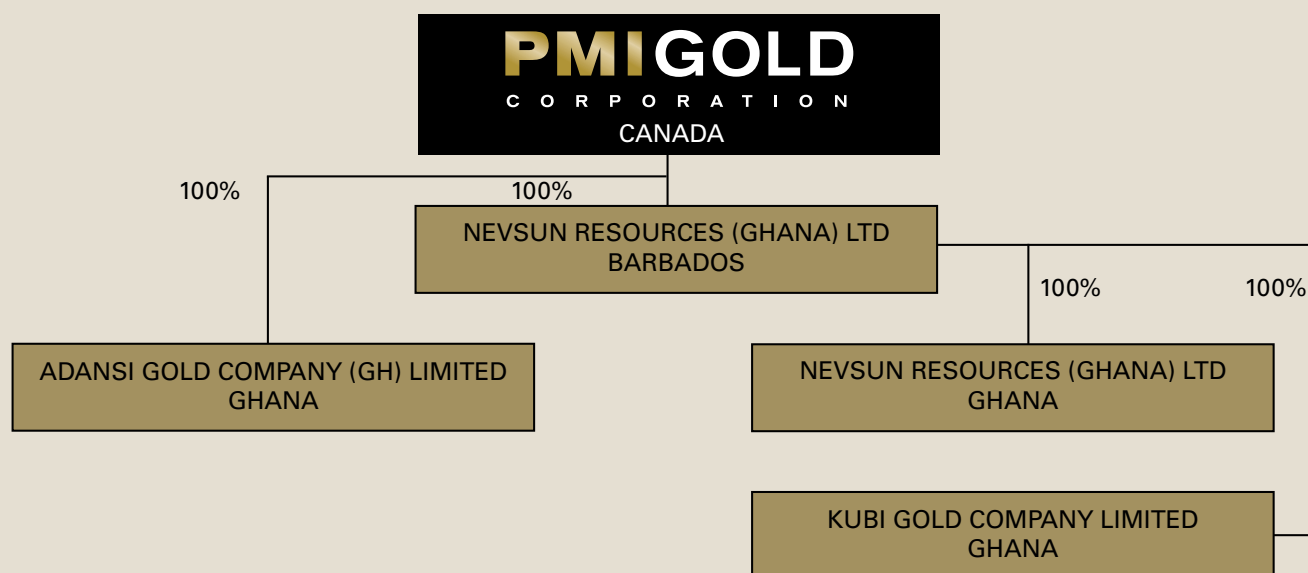 PMIGOLD
CORPORATION
CANADA
100%
100%
NEVSUN RESOURCES (GHANA) LTD
BARBADOS
100%
100%
ADANSI GOLD COMPANY (GH) LIMITED
GHANA
NEVSUN RESOURCES (GHANA) LTD
GHANA
KUBI GOLD COMPANY LIMITED
GHANA